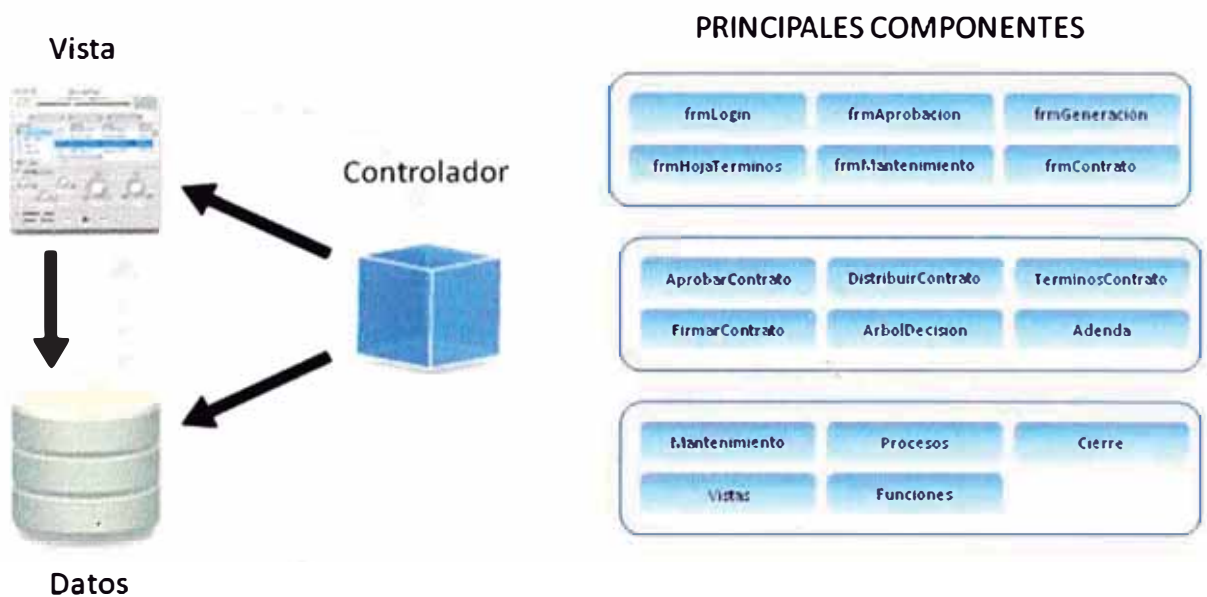 Vista
Controlador
Datos
PRINCIPALES COMPONENTES
frmLogin frmAprobacion frmGeneración
frmHojaTerminos frmMantenimiento frmContrato
AprobarContrato DistribuirContrato TerminosContrato
FirmarContrato ArbolDecision Adenda
Mantenimiento Procesos Cierre
Vistas Funciones